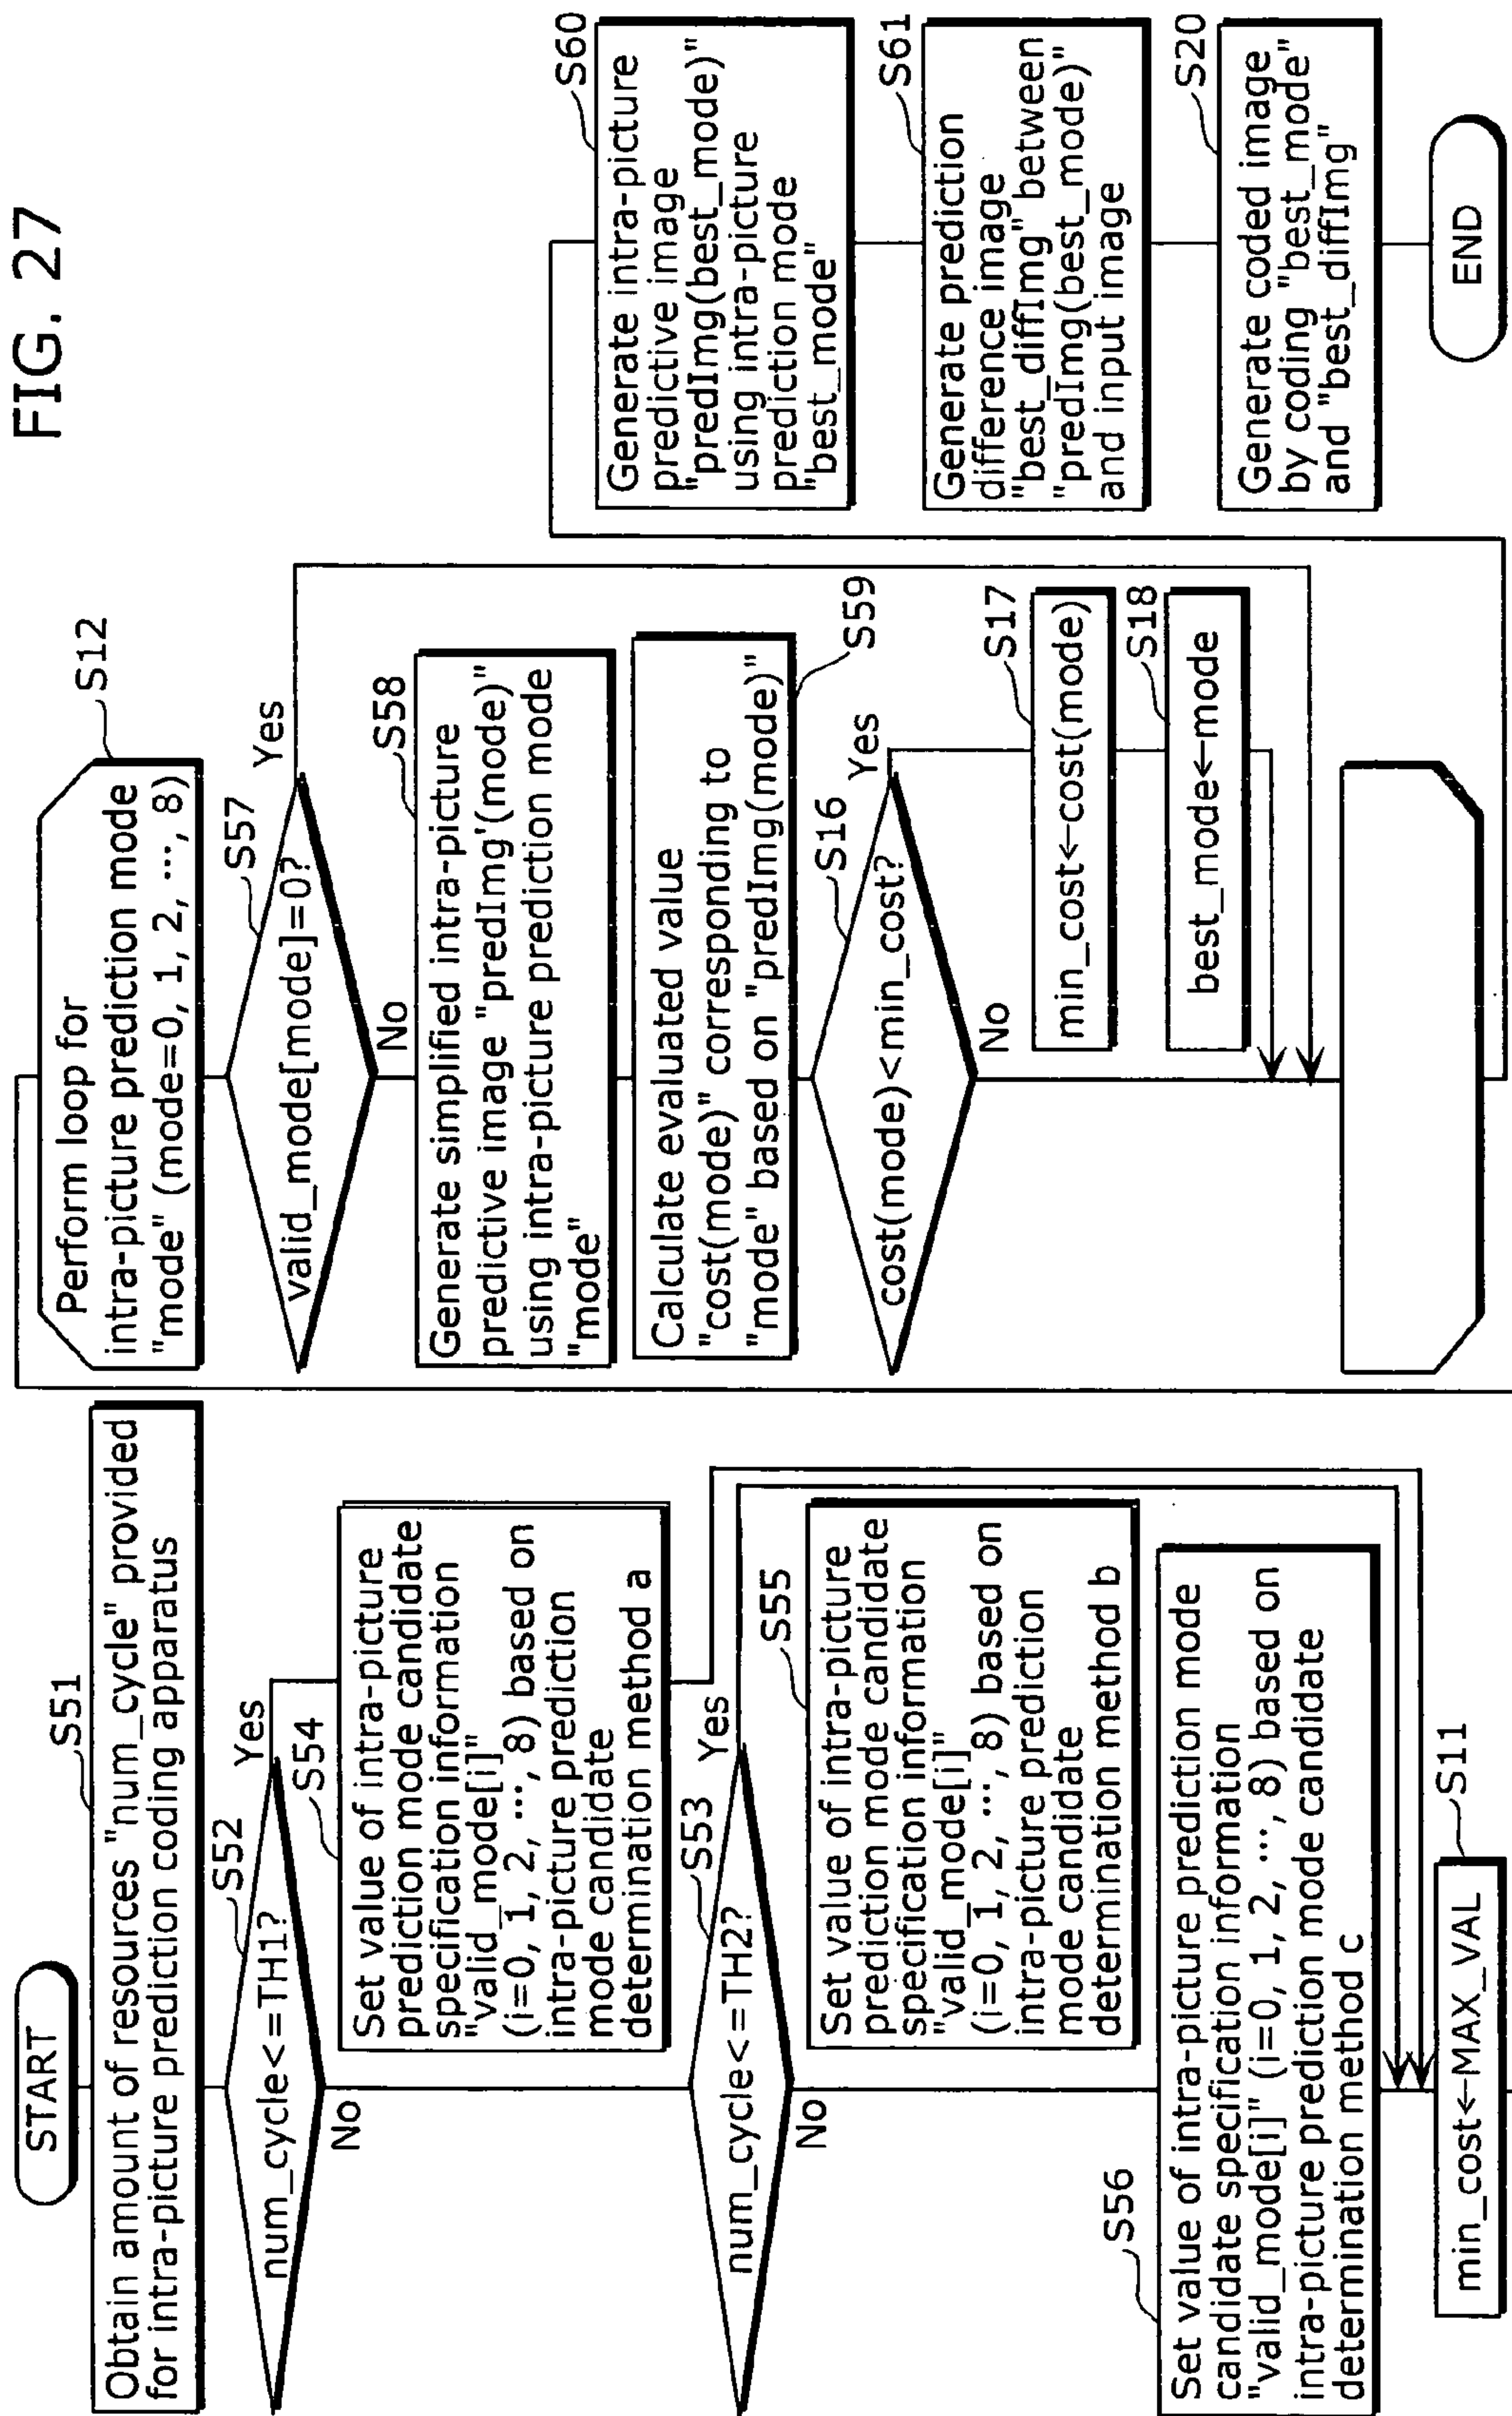 FIG. 27
START
S51
Obtain amount of resources "num_cycle" provided
for intra-picture prediction coding apparatus
S52
num_cycle<=TH1?
Yes
No
S54
Set value of intra-picture
prediction mode candidate
specification information
"valid_mode[i]"
(i=0, 1, 2, ···, 8) based on
intra-picture prediction
mode candidate
determination method a
S53
num_cycle<=TH2?
Yes
No
S55
Set value of intra-picture
prediction mode candidate
specification information
"valid_mode[i]"
(i=0, 1, 2, ···, 8) based on
intra-picture prediction
mode candidate
determination method b
S56
Set value of intra-picture prediction mode
candidate specification information
"valid_mode[i]" (i=0, 1, 2, ···, 8) based on
intra-picture prediction mode candidate
determination method c
S11
min_cost←MAX_VAL
S12
Perform loop for
intra-picture prediction mode
"mode" (mode=0, 1, 2, ···, 8)
S57
valid_mode[mode]=0?
Yes
No
S58
Generate simplified intra-picture
predictive image "predImg'(mode)"
using intra-picture prediction mode
"mode"
Calculate evaluated value
"cost(mode)" corresponding to
"mode" based on "predImg(mode)"
S59
S16
cost(mode)<min_cost?
Yes
No
S17
min_cost←cost(mode)
S18
best_mode←mode
S60
Generate intra-picture
predictive image
"predImg(best_mode)"
using intra-picture
prediction mode
"best_mode"
S61
Generate prediction
difference image
"best_diffImg" between
"predImg(best_mode)"
and input image
S20
Generate coded image
by coding "best_mode"
and "best_diffImg"
END